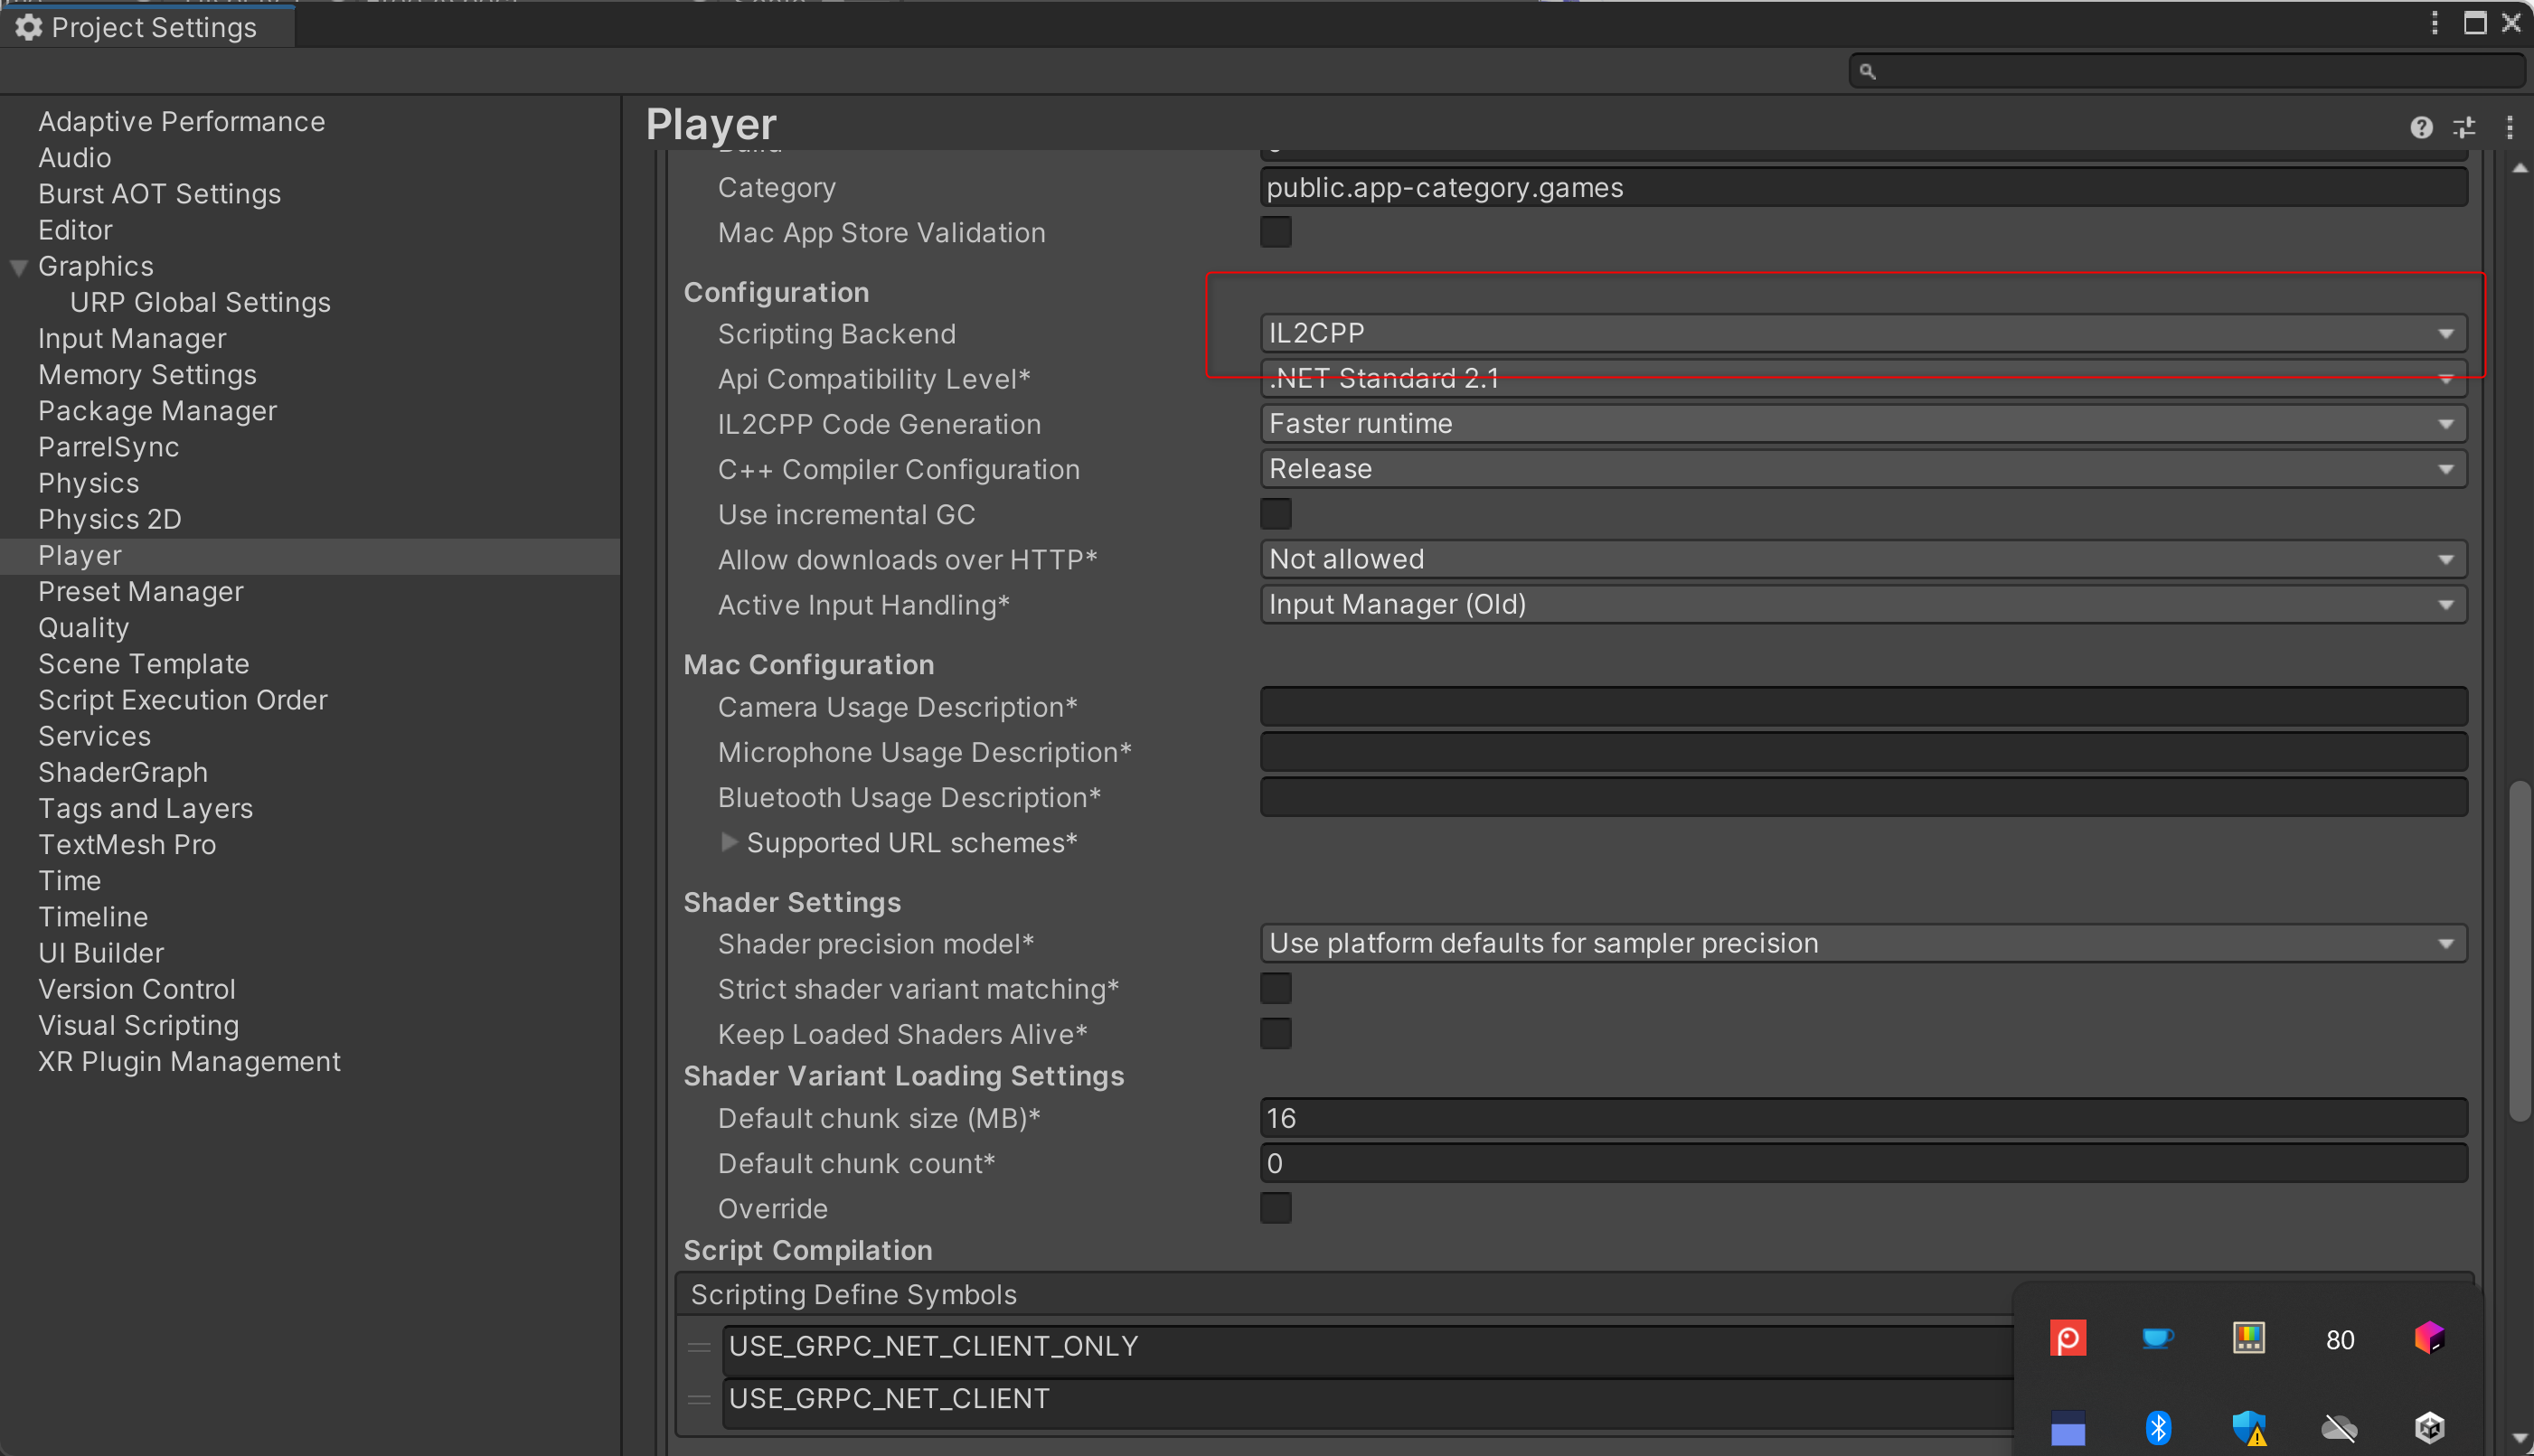 Project Settings
Adaptive Performance
Audio
Burst AOT Settings
Editor
Graphics
URP Global Settings
Input Manager
Memory Settings
Package Manager
ParrelSync
Physics
Physics 2D
Player
Preset Manager
Quality
Scene Template
Script Execution Order
Services
ShaderGraph
Tags and Layers
TextMesh Pro
Time
Timeline
UI Builder
Version Control
Visual Scripting
XR Plugin Management
Player
Category public.app-category.games
Mac App Store Validation
Configuration
Scripting Backend IL2CPP
Api Compatibility Level* .NET Standard 2.1
IL2CPP Code Generation Faster runtime
C++ Compiler Configuration Release
Use incremental GC
Allow downloads over HTTP* Not allowed
Active Input Handling* Input Manager (Old)
Mac Configuration
Camera Usage Description*
Microphone Usage Description*
Bluetooth Usage Description*
Supported URL schemes*
Shader Settings
Shader precision model* Use platform defaults for sampler precision
Strict shader variant matching*
Keep Loaded Shaders Alive*
Shader Variant Loading Settings
Default chunk size (MB)* 16
Default chunk count* 0
Override
Script Compilation
Scripting Define Symbols
USE_GRPC_NET_CLIENT_ONLY
USE_GRPC_NET_CLIENT
80